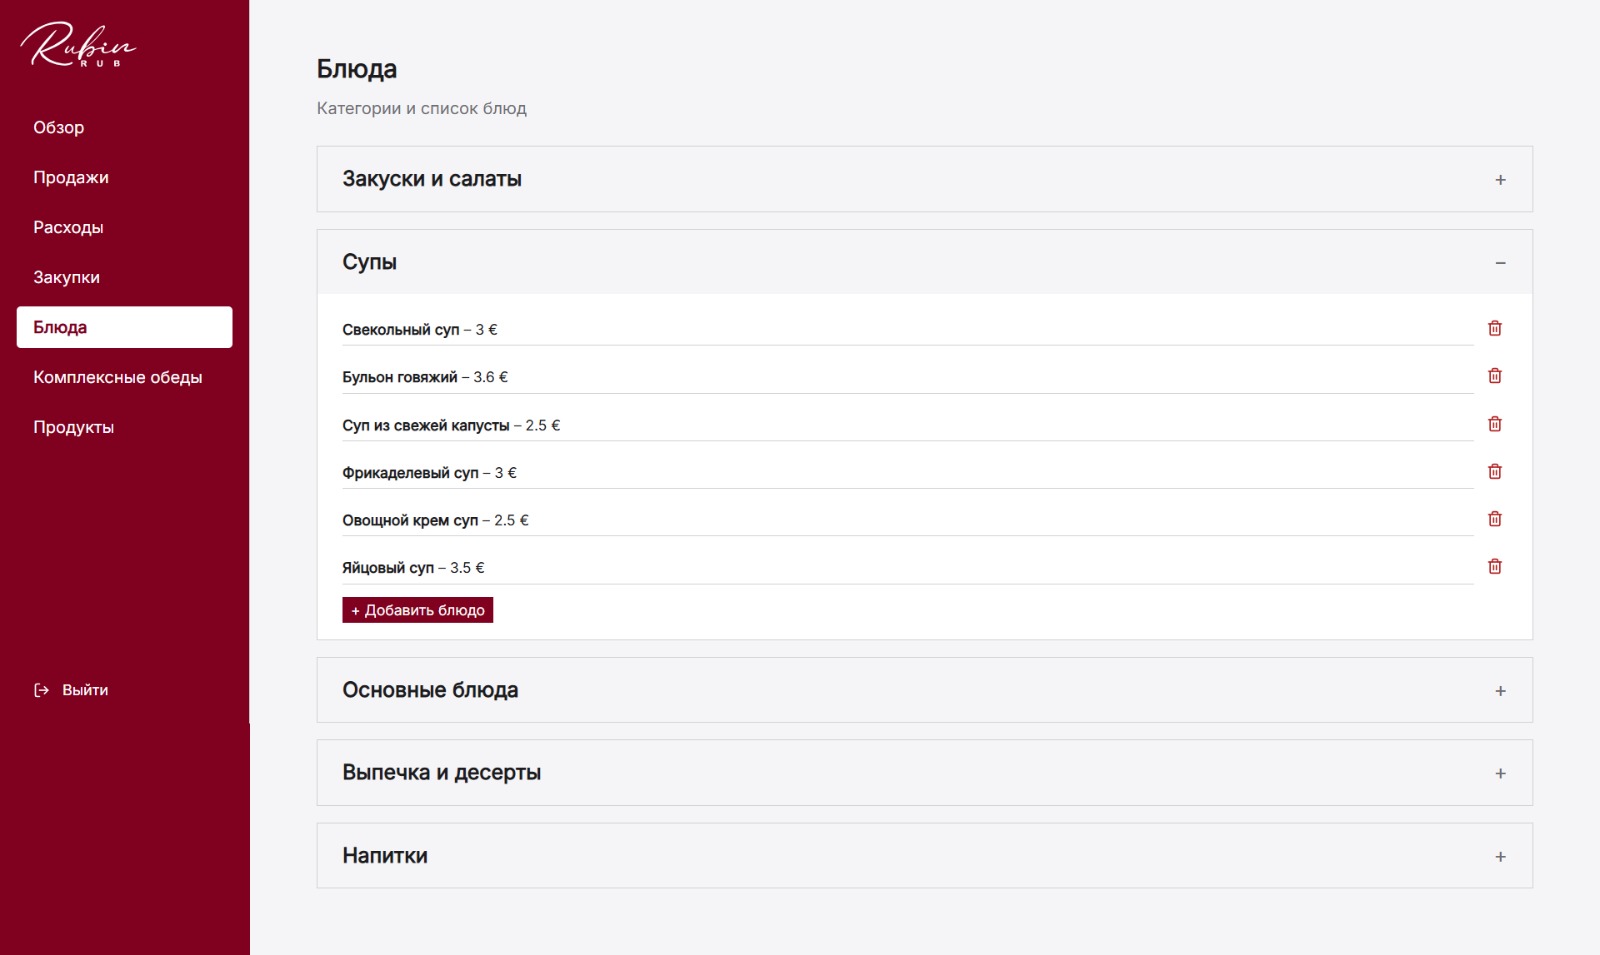 Rubin
RUB
Обзор
Продажи
Расходы
Закупки
Блюда
Комплексные обеды
Продукты
Выйти
Блюда
Категории и список блюд
Закуски и салаты
+
Супы
−
Свекольный суп – 3 €
Бульон говяжий – 3.6 €
Суп из свежей капусты – 2.5 €
Фрикаделевый суп – 3 €
Овощной крем суп – 2.5 €
Яйцовый суп – 3.5 €
+ Добавить блюдо
Основные блюда
+
Выпечка и десерты
+
Напитки
+